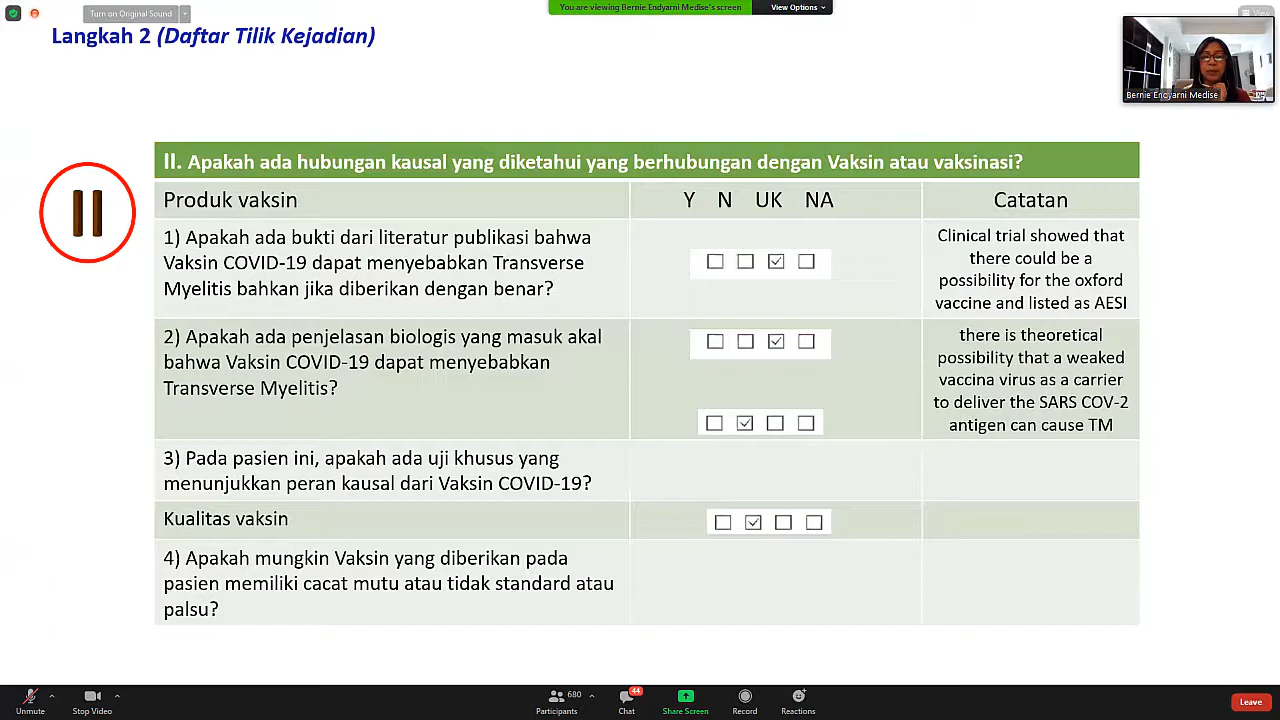 Turn on Original Sound
You are viewing Bernie Endyarni Medise's screen
View Options
View
Langkah 2 (Daftar Tilik Kejadian)
Bernie Endyarni Medise
II
II. Apakah ada hubungan kausal yang diketahui yang berhubungan dengan Vaksin atau vaksinasi?
Produk vaksin
Y N UK NA
Catatan
1) Apakah ada bukti dari literatur publikasi bahwa
Vaksin COVID-19 dapat menyebabkan Transverse
Myelitis bahkan jika diberikan dengan benar?
Clinical trial showed that
there could be a
possibility for the oxford
vaccine and listed as AESI
2) Apakah ada penjelasan biologis yang masuk akal
bahwa Vaksin COVID-19 dapat menyebabkan
Transverse Myelitis?
there is theoretical
possibility that a weaked
vaccina virus as a carrier
to deliver the SARS COV-2
antigen can cause TM
3) Pada pasien ini, apakah ada uji khusus yang
menunjukkan peran kausal dari Vaksin COVID-19?
Kualitas vaksin
4) Apakah mungkin Vaksin yang diberikan pada
pasien memiliki cacat mutu atau tidak standard atau
palsu?
Unmute
Stop Video
680
Participants
44
Chat
Share Screen
Record
Reactions
Leave